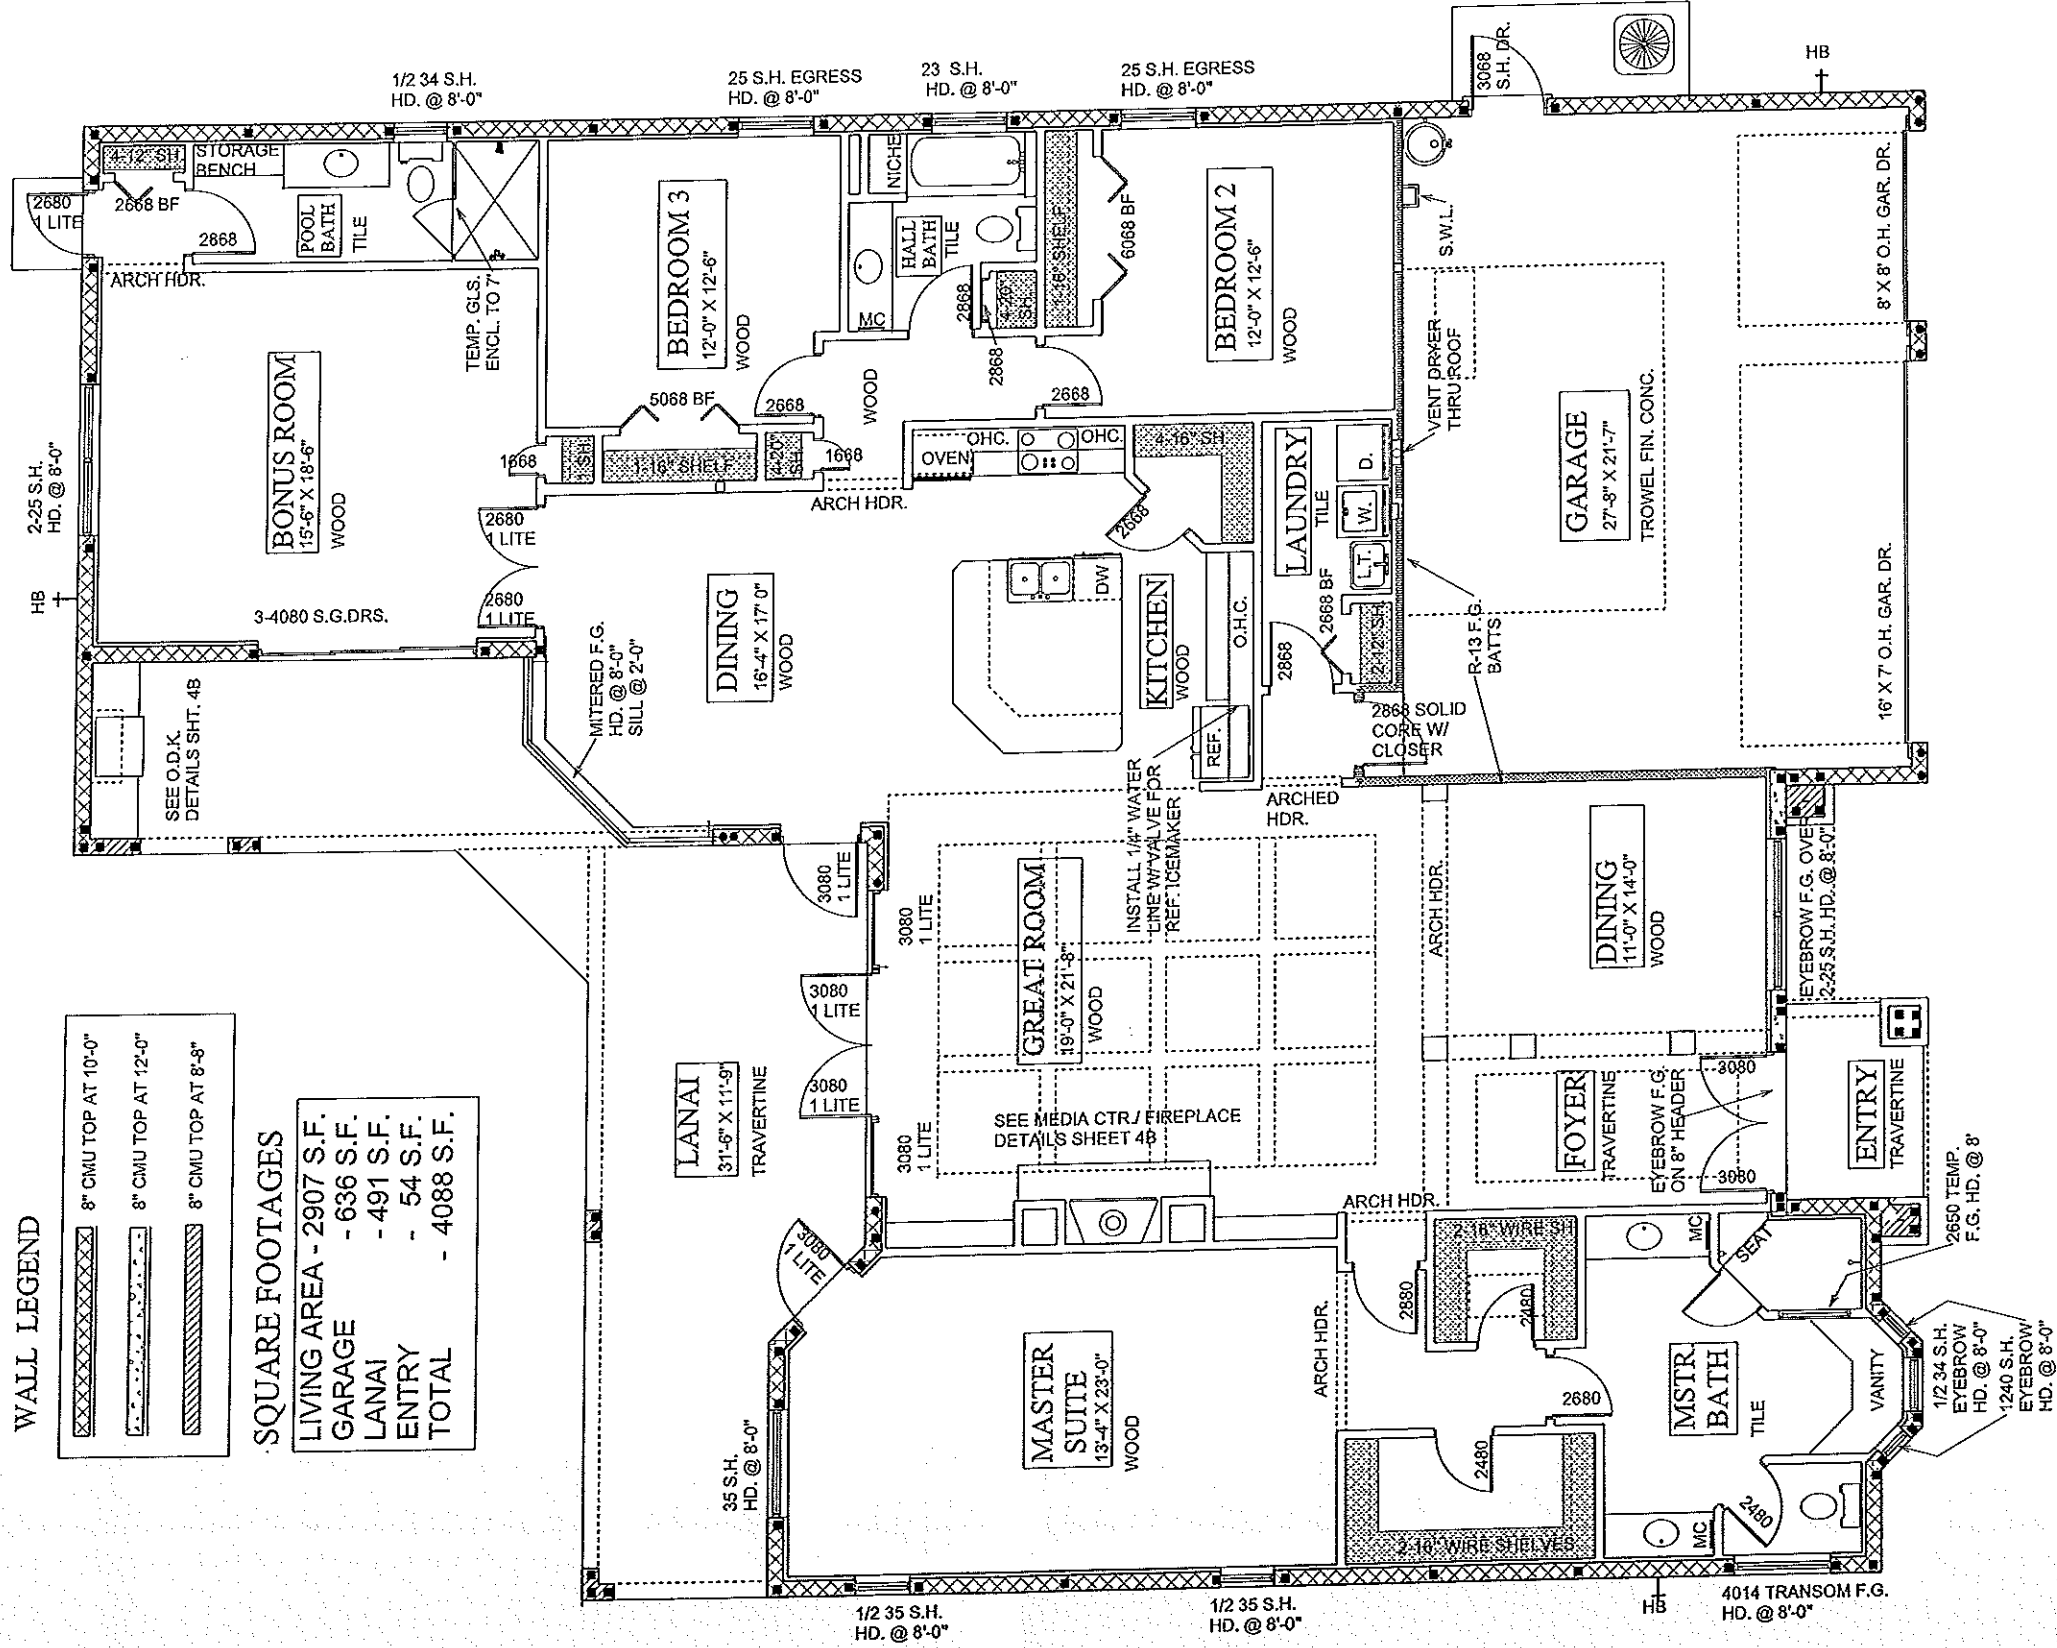 WALL LEGEND
8" CMU TOP AT 10'-0"
8" CMU TOP AT 12'-0"
8" CMU TOP AT 8'-8"
SQUARE FOOTAGES
LIVING AREA - 2907 S.F.
GARAGE - 636 S.F.
LANAI - 491 S.F.
ENTRY - 54 S.F.
TOTAL - 4088 S.F.
1/2 34 S.H.
HD. @ 8'-0"
25 S.H. EGRESS
HD. @ 8'-0"
23 S.H.
HD. @ 8'-0"
25 S.H. EGRESS
HD. @ 8'-0"
3068
S.H. DR.
HB
2680
1 LITE
4-12" SH.
2668 BF
STORAGE
BENCH
2868
ARCH HDR.
POOL
BATH
TILE
TEMP. GLS.
ENCL. TO 7"
2-25 S.H.
HD. @ 8'-0"
HB
BONUS ROOM
15'-6" X 18'-6"
WOOD
3-4080 S.G.DRS.
2680
1 LITE
2680
1 LITE
1668
1 SH.
BEDROOM 3
12'-0" X 12'-6"
WOOD
5068 BF
1-16" SHELF
4-20"
SH.
2668
1668
ARCH HDR.
NICHE
HALL
BATH
TILE
MC
2868
4-20"
SH.
2868
WOOD
1-16" SHELF
6068 BF
BEDROOM 2
12'-0" X 12'-6"
WOOD
2668
S.W.L.
VENT DRYER
THRU ROOF
8' X 8' O.H. GAR. DR.
GARAGE
27'-8" X 21'-7"
TROWEL FIN. CONC.
16' X 7' O.H. GAR. DR.
R-13 F.G.
BATTS
OHC.
OHC.
OVEN
4-16" SH.
2668
LAUNDRY
TILE
D.
W.
L.T.
2668 BF
2-12" SH.
2868
2868 SOLID
CORE W/
CLOSER
DINING
16'-4" X 17' 0"
WOOD
DW
KITCHEN
WOOD
O.H.C.
REF.
INSTALL 1/4" WATER
LINE W/ VALVE FOR
REF. ICEMAKER
ARCHED
HDR.
SEE O.D.K.
DETAILS SHT. 4B
MITERED F.G.
HD. @ 8'-0"
SILL @ 2'-0"
3080
1 LITE
3080
1 LITE
3080
1 LITE
3080
1 LITE
3080
1 LITE
LANAI
31'-6" X 11'-9"
TRAVERTINE
GREAT ROOM
19'-0" X 21'-8"
WOOD
SEE MEDIA CTR./ FIREPLACE
DETAILS SHEET 4B
ARCH HDR.
DINING
11'-0" X 14'-0"
WOOD
EYEBROW F.G. OVER
2-25 S.H. HD. @ 8'-0"
FOYER
TRAVERTINE
EYEBROW F.G.
ON 8" HEADER
3080
3080
ENTRY
TRAVERTINE
2650 TEMP.
F.G. HD. @ 8'
3080
1 LITE
35 S.H.
HD. @ 8'-0"
MASTER
SUITE
13'-4" X 23'-0"
WOOD
ARCH HDR.
ARCH HDR.
2880
2-16" WIRE SH
2480
2680
2480
2-16" WIRE SHELVES
MC
SEAT
MSTR.
BATH
TILE
VANITY
MC
2480
1/2 34 S.H.
EYEBROW
HD. @ 8'-0"
1240 S.H.
EYEBROW
HD. @ 8'-0"
1/2 35 S.H.
HD. @ 8'-0"
1/2 35 S.H.
HD. @ 8'-0"
HB
4014 TRANSOM F.G.
HD. @ 8'-0"